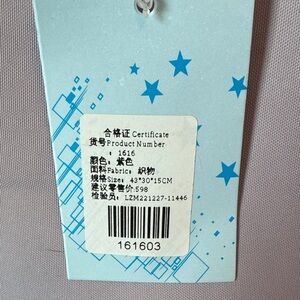 合格证 Certificate
货号Product Number
: 1616
颜色: 紫色
面料Fabric: 织物
规格Size: 43*30*15CM
建议零售价:598
检验员: LZM221227-11446
161603